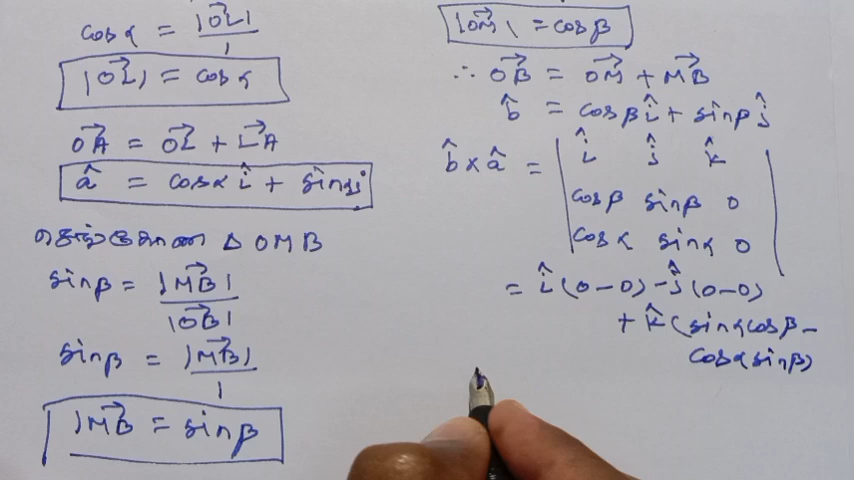 cos α = |OL⃗| / 1
|OL⃗| = cos α
OA⃗ = OL⃗ + LA⃗
â = cos α î + sin α ĵ
செங்கோண Δ OMB
sin β = |MB⃗| / |OB⃗|
sin β = |MB⃗| / 1
|MB⃗| = sin β
|OM⃗| = cos β
∴ OB⃗ = OM⃗ + MB⃗
b̂ = cos β î + sin β ĵ
b̂ × â = | î ĵ k̂
cos β sin β 0
cos α sin α 0 |
= î (0 - 0) - ĵ (0 - 0)
+ k̂ (sin α cos β -
cos α sin β)